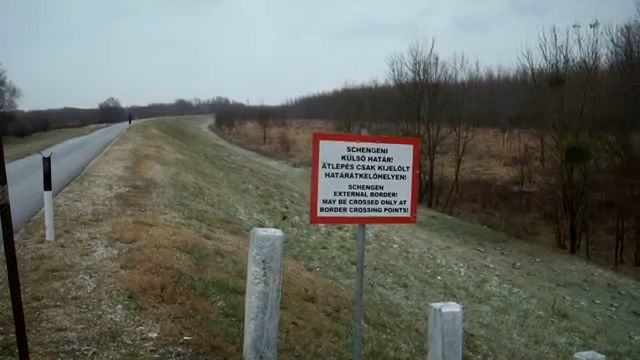 SCHENGENI
KÜLSŐ HATÁR!
ÁTLÉPÉS CSAK KIJELÖLT
HATÁRÁTKELŐHELYEN!
SCHENGEN
EXTERNAL BORDER!
MAY BE CROSSED ONLY AT
BORDER CROSSING POINTS!